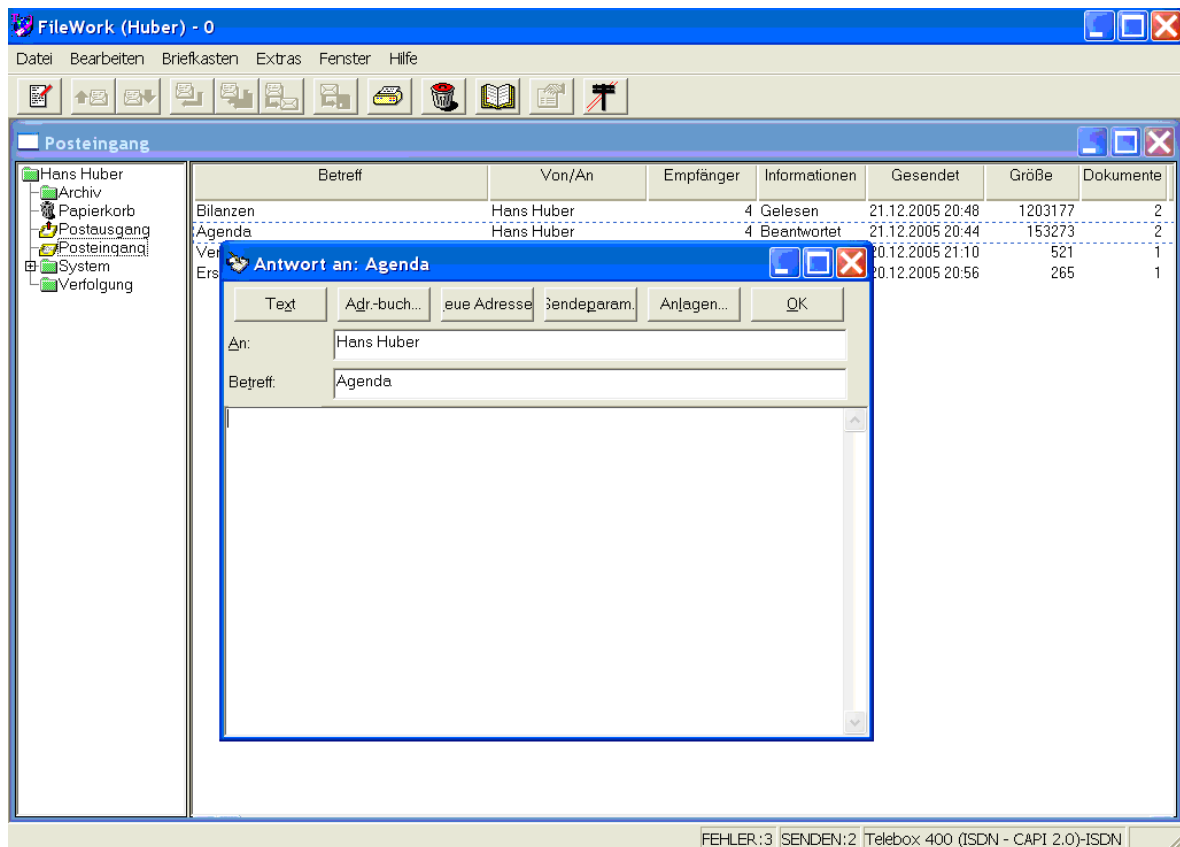 FileWork (Huber) - 0
Datei Bearbeiten Briefkasten Extras Fenster Hilfe
Posteingang
Hans Huber
Archiv
Papierkorb
Postausgang
Posteingang
System
Verfolgung
Betreff Von/An Empfänger Informationen Gesendet Größe Dokumente
Bilanzen Hans Huber 4 Gelesen 21.12.2005 20:48 1203177 2
Agenda Hans Huber 4 Beantwortet 21.12.2005 20:44 153273 2
Ver 20.12.2005 21:10 521 1
Ers 20.12.2005 20:56 265 1
Antwort an: Agenda
Text Adr.-buch... eue Adresse Sendeparam. Anlagen... OK
An: Hans Huber
Betreff: Agenda
FEHLER:3 SENDEN:2 Telebox 400 (ISDN - CAPI 2.0)-ISDN